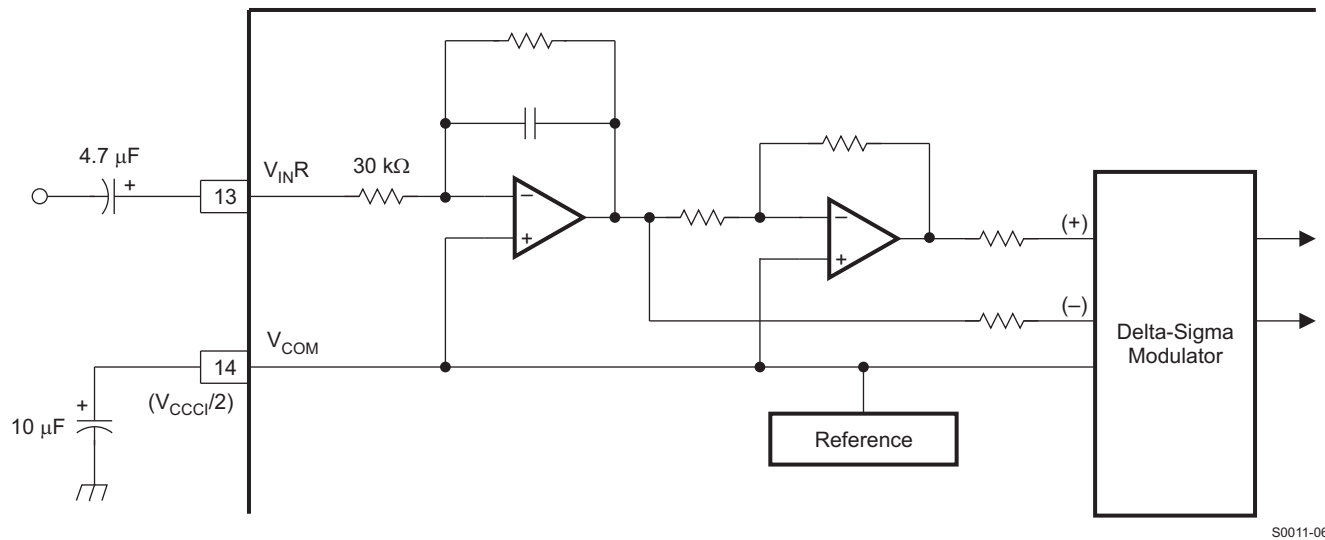 4.7 μF
+
13
V_INR
30 kΩ
−
+
−
+
(+)
(–)
Delta-Sigma
Modulator
14
V_COM
(V_CCCI/2)
+
10 μF
Reference
S0011-06